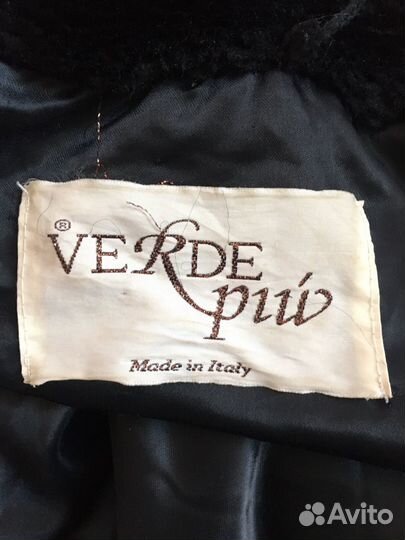 ®
VERDE
più
Made in Italy
Avito